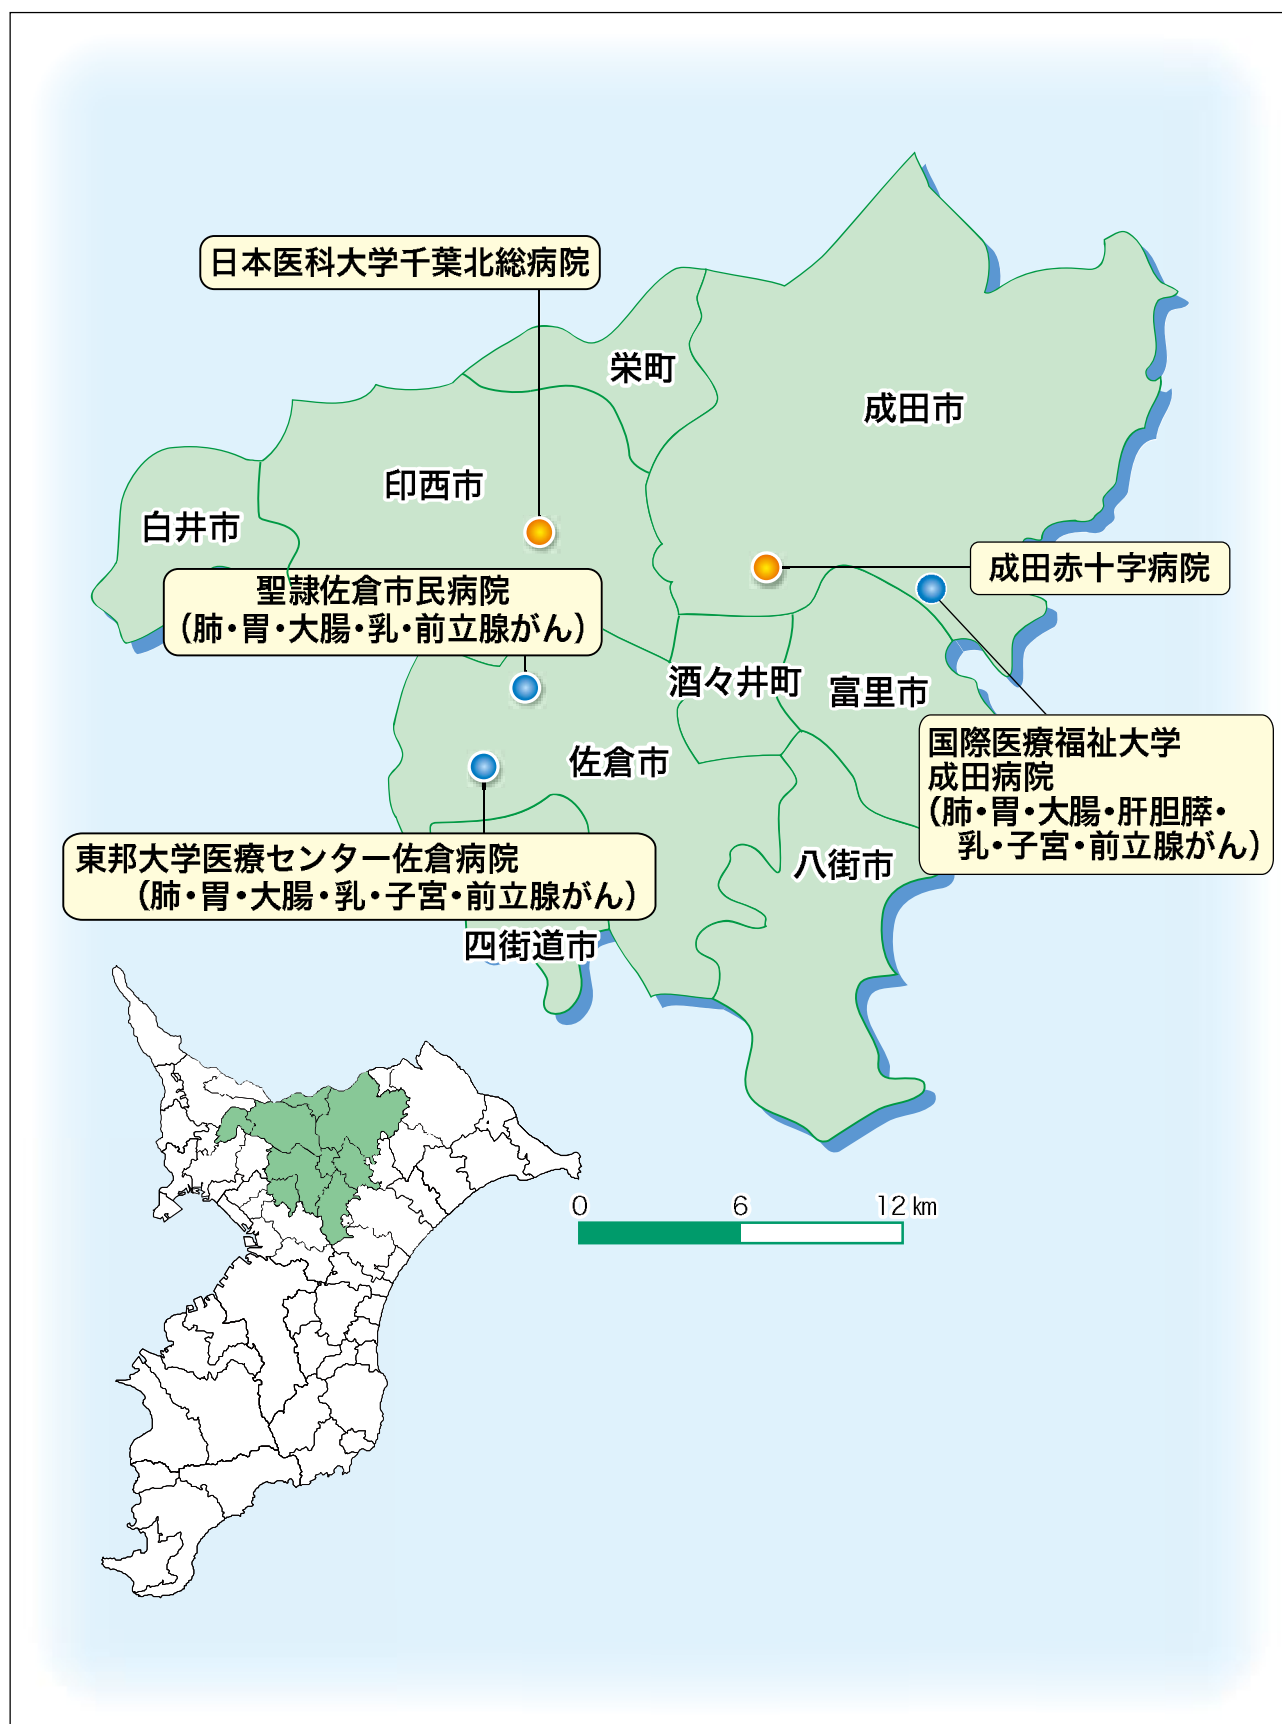 日本医科大学千葉北総病院
栄町
成田市
印西市
白井市
成田赤十字病院
聖隷佐倉市民病院
（肺・胃・大腸・乳・前立腺がん）
酒々井町
富里市
国際医療福祉大学
成田病院
（肺・胃・大腸・肝胆膵・
乳・子宮・前立腺がん）
佐倉市
東邦大学医療センター佐倉病院
（肺・胃・大腸・乳・子宮・前立腺がん）
八街市
四街道市
0 6 12 km